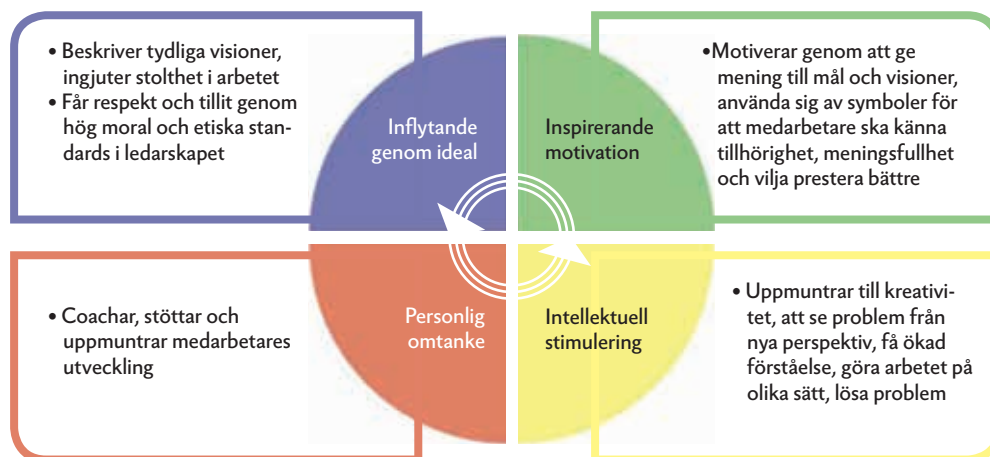 • Beskriver tydliga visioner,
ingjuter stolthet i arbetet
• Får respekt och tillit genom
hög moral och etiska stan-
dards i ledarskapet
Inflytande
genom ideal
Inspirerande
motivation
•Motiverar genom att ge
mening till mål och visioner,
använda sig av symboler för
att medarbetare ska känna
tillhörighet, meningsfullhet
och vilja prestera bättre
• Coachar, stöttar och
uppmuntrar medarbetares
utveckling
Personlig
omtanke
Intellektuell
stimulering
• Uppmuntrar till kreativi-
tet, att se problem från
nya perspektiv, få ökad
förståelse, göra arbetet på
olika sätt, lösa problem